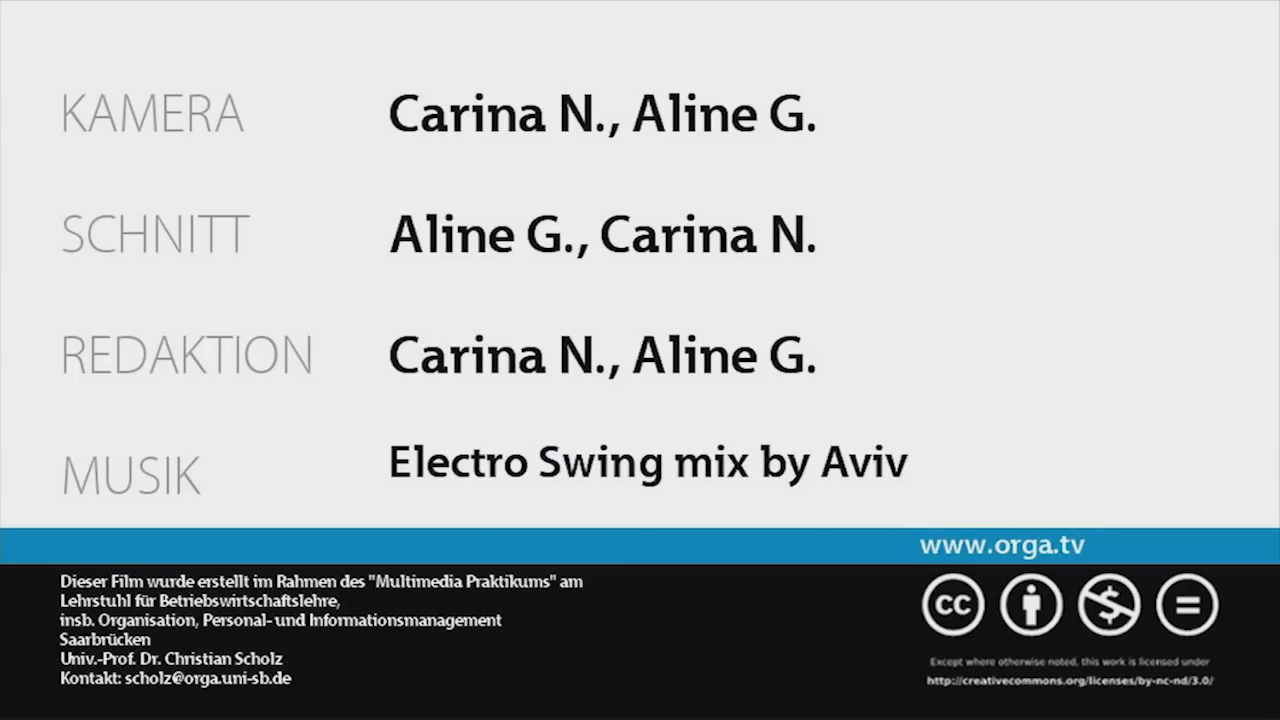 KAMERA Carina N., Aline G.
SCHNITT Aline G., Carina N.
REDAKTION Carina N., Aline G.
MUSIK Electro Swing mix by Aviv
www.orga.tv
Dieser Film wurde erstellt im Rahmen des "Multimedia Praktikums" am
Lehrstuhl für Betriebswirtschaftslehre,
insb. Organisation, Personal- und Informationsmanagement
Saarbrücken
Univ.-Prof. Dr. Christian Scholz
Kontakt: scholz@orga.uni-sb.de
cc
Except where otherwise noted, this work is licensed under
http://creativecommons.org/licenses/by-nc-nd/3.0/